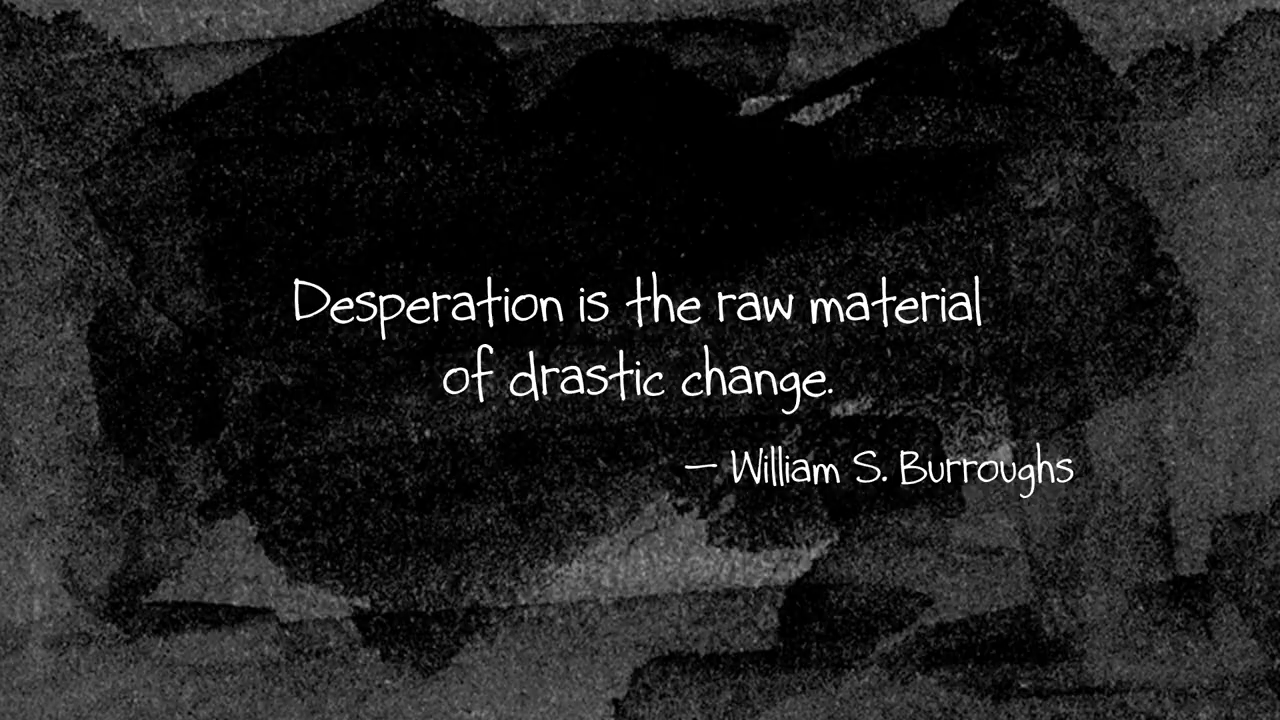 Desperation is the raw material
of drastic change.
— William S. Burroughs